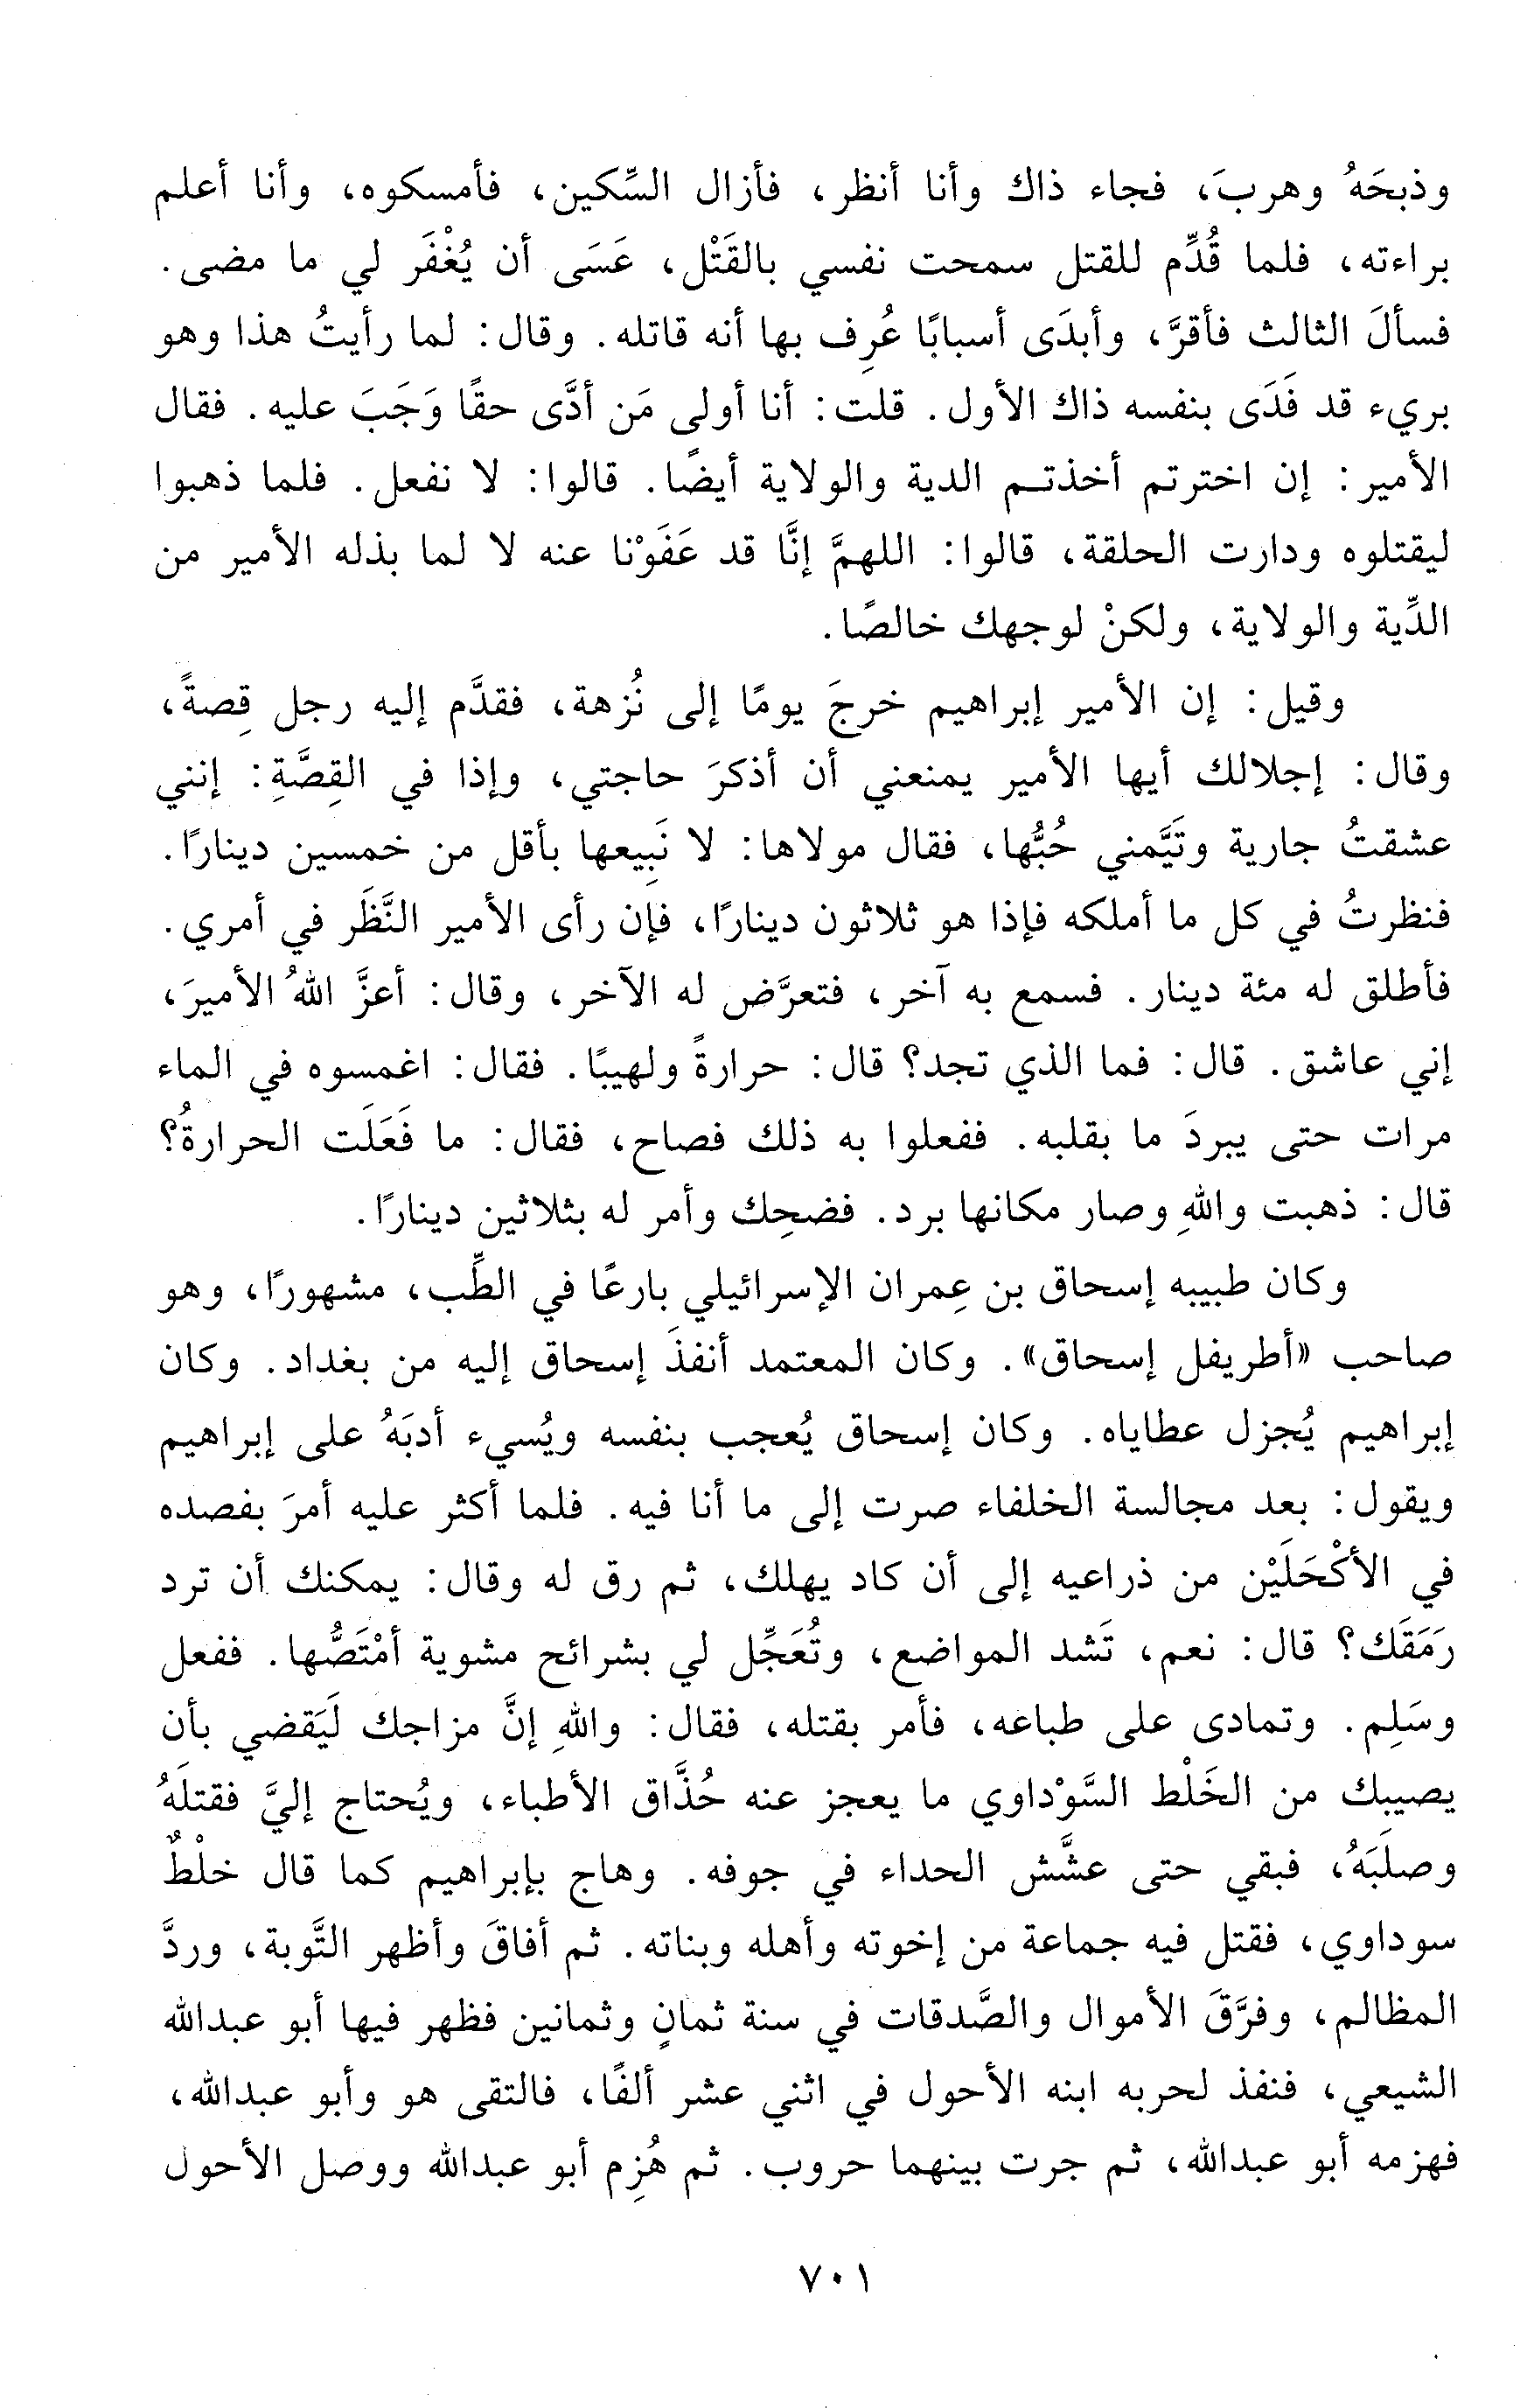 وذبحَهُ وهربَ، فجاء ذاك وأنا أنظر، فأزال السِّكين، فأمسكوه، وأنا أعلم
براءته، فلما قُدِّم للقتل سمحت نفسي بالقَتْل، عَسَى أن يُغْفَر لي ما مضى.
فسألَ الثالث فأقرَّ، وأبدَى أسبابًا عُرِف بها أنه قاتله. وقال: لما رأيتُ هذا وهو
بريء قد فَدَى بنفسه ذاك الأول. قلت: أنا أولى مَن أدَّى حقًا وَجَبَ عليه. فقال
الأمير: إن اخترتم أخذتم الدية والولاية أيضًا. قالوا: لا نفعل. فلما ذهبوا
ليقتلوه ودارت الحلقة، قالوا: اللهمَّ إنَّا قد عَفَوْنا عنه لا لما بذله الأمير من
الدِّية والولاية، ولكنْ لوجهك خالصًا.
وقيل: إن الأمير إبراهيم خرجَ يومًا إلى نُزهة، فقدَّم إليه رجل قِصةً،
وقال: إجلالك أيها الأمير يمنعني أن أذكرَ حاجتي، وإذا في القِصَّةِ: إنني
عشقتُ جارية وتَيَّمني حُبُّها، فقال مولاها: لا نَبِيعها بأقل من خمسين دينارًا.
فنظرتُ في كل ما أملكه فإذا هو ثلاثون دينارًا، فإن رأى الأمير النَّظَر في أمري.
فأطلق له مئة دينار. فسمع به آخر، فتعرَّض له الآخر، وقال: أعزَّ اللهُ الأميرَ،
إني عاشق. قال: فما الذي تجد؟ قال: حرارةً ولهيبًا. فقال: اغمسوه في الماء
مرات حتى يبردَ ما بقلبه. ففعلوا به ذلك فصاح، فقال: ما فَعَلَت الحرارةُ؟
قال: ذهبت واللهِ وصار مكانها برد. فضحِك وأمر له بثلاثين دينارًا.
وكان طبيبه إسحاق بن عِمران الإسرائيلي بارعًا في الطِّب، مشهورًا، وهو
صاحب «أطريفل إسحاق». وكان المعتمد أنفذَ إسحاق إليه من بغداد. وكان
إبراهيم يُجزل عطاياه. وكان إسحاق يُعجب بنفسه ويُسيء أدبَهُ على إبراهيم
ويقول: بعد مجالسة الخلفاء صرت إلى ما أنا فيه. فلما أكثر عليه أمرَ بفصده
في الأكْحَلَيْن من ذراعيه إلى أن كاد يهلك، ثم رق له وقال: يمكنك أن ترد
رَمَقَك؟ قال: نعم، تَشد المواضع، وتُعَجِّل لي بشرائح مشوية أمْتَصُّها. ففعل
وسَلِم. وتمادى على طباعه، فأمر بقتله، فقال: واللهِ إنَّ مزاجك لَيَقضي بأن
يصيبك من الخَلْط السَّوْداوي ما يعجز عنه حُذَّاق الأطباء، ويُحتاج إليَّ فقتلَهُ
وصلَبَهُ، فبقي حتى عشَّش الحداء في جوفه. وهاج بإبراهيم كما قال خلْطٌ
سوداوي، فقتل فيه جماعة من إخوته وأهله وبناته. ثم أفاقَ وأظهر التَّوبة، وردَّ
المظالم، وفرَّقَ الأموال والصَّدقات في سنة ثمانٍ وثمانين فظهر فيها أبو عبدالله
الشيعي، فنفذ لحربه ابنه الأحول في اثني عشر ألفًا، فالتقى هو وأبو عبدالله،
فهزمه أبو عبدالله، ثم جرت بينهما حروب. ثم هُزِم أبو عبدالله ووصل الأحول
٧٠١